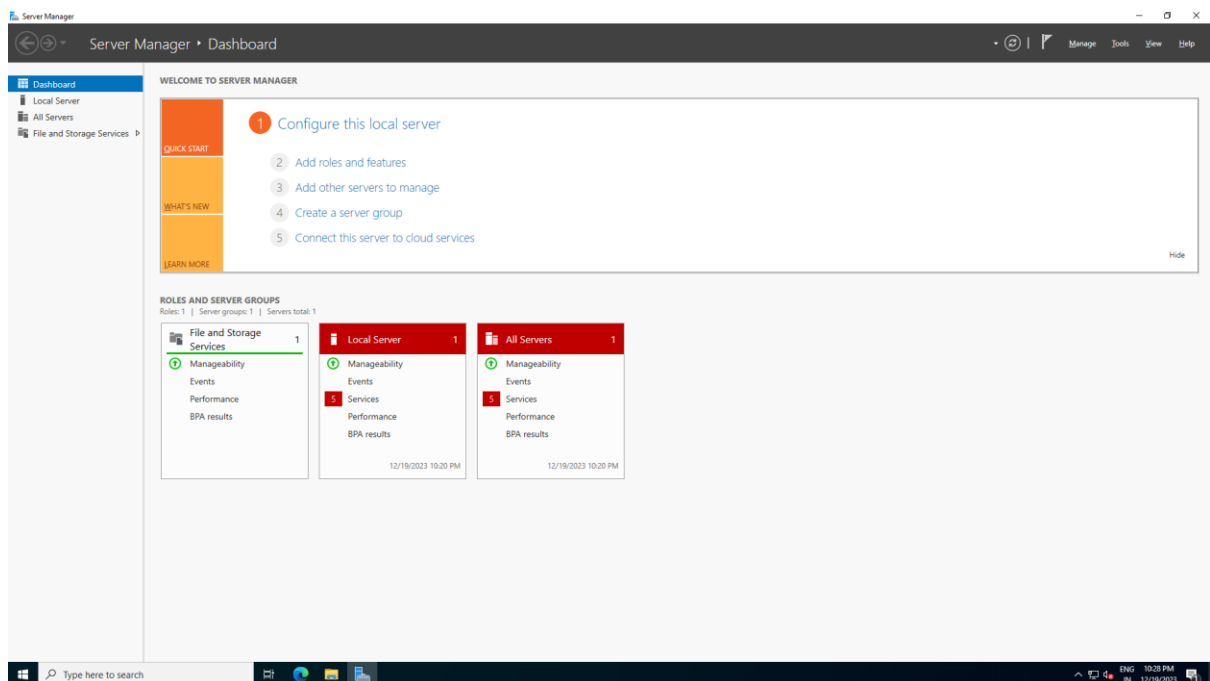 Server Manager
Server Manager • Dashboard
Manage Tools View Help
Dashboard
Local Server
All Servers
File and Storage Services
WELCOME TO SERVER MANAGER
QUICK START
WHAT'S NEW
LEARN MORE
1 Configure this local server
2 Add roles and features
3 Add other servers to manage
4 Create a server group
5 Connect this server to cloud services
Hide
ROLES AND SERVER GROUPS
Roles: 1 | Server groups: 1 | Servers total: 1
File and Storage
Services 1
Manageability
Events
Performance
BPA results
Local Server 1
Manageability
Events
5 Services
Performance
BPA results
12/19/2023 10:20 PM
All Servers 1
Manageability
Events
5 Services
Performance
BPA results
12/19/2023 10:20 PM
Type here to search
ENG 10:28 PM
IN 12/19/2023